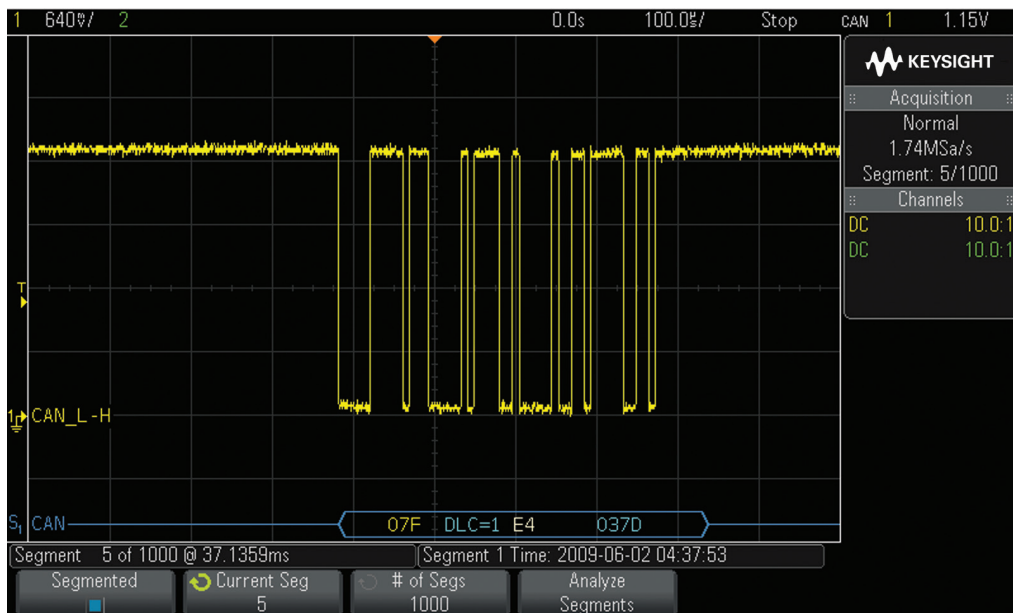 1 640mV/ 2 0.0s 100.0us/ Stop CAN 1 1.15V
KEYSIGHT
Acquisition
Normal
1.74MSa/s
Segment: 5/1000
Channels
DC 10.0:1
DC 10.0:1
T
1 CAN_L-H
S1 CAN 07F DLC=1 E4 037D
Segment 5 of 1000 @ 37.1359ms Segment 1 Time: 2009-06-02 04:37:53
Segmented Current Seg # of Segs Analyze
5 1000 Segments